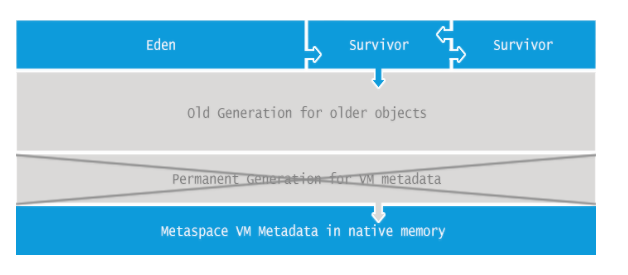 Eden
Survivor
Survivor
Old Generation for older objects
Permanent Generation for VM metadata
Metaspace VM Metadata in native memory